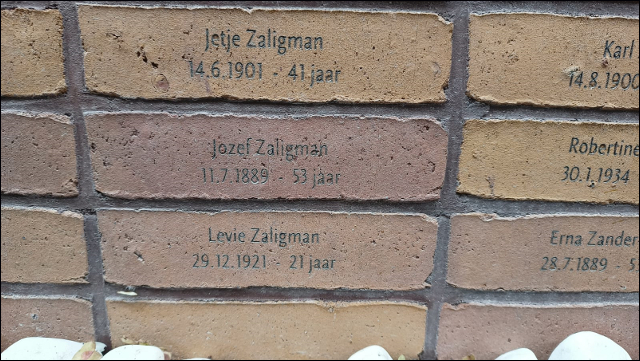 Jetje Zaligman
14.6.1901 - 41 jaar
Jozef Zaligman
11.7.1889 - 53 jaar
Levie Zaligman
29.12.1921 - 21 jaar
Karl
14.8.1900
Robertine
30.1.1934
Erna Zander
28.7.1889 - 5